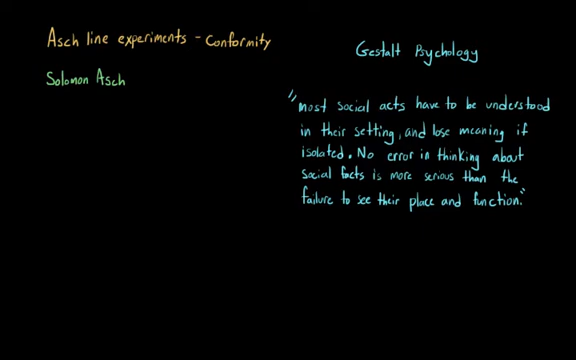 Asch line experiments - Conformity
Solomon Asch
Gestalt Psychology
"most social acts have to be understood
in their setting, and lose meaning if
isolated. No error in thinking about
social facts is more serious than the
failure to see their place and function."